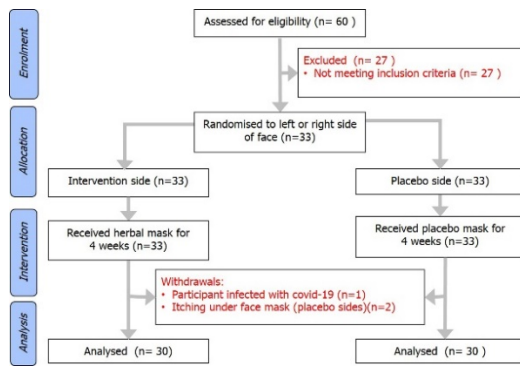 Enrolment
Assessed for eligibility (n= 60 )
Excluded (n= 27 )
• Not meeting inclusion criteria (n= 27 )
Allocation
Randomised to left or right side
of face (n=33)
Intervention side (n=33)
Placebo side (n=33)
Intervention
Received herbal mask for
4 weeks (n=33)
Received placebo mask for
4 weeks (n=33)
Withdrawals:
• Participant infected with covid-19 (n=1)
• Itching under face mask (placebo sides)(n=2)
Analysis
Analysed (n= 30)
Analysed (n= 30 )